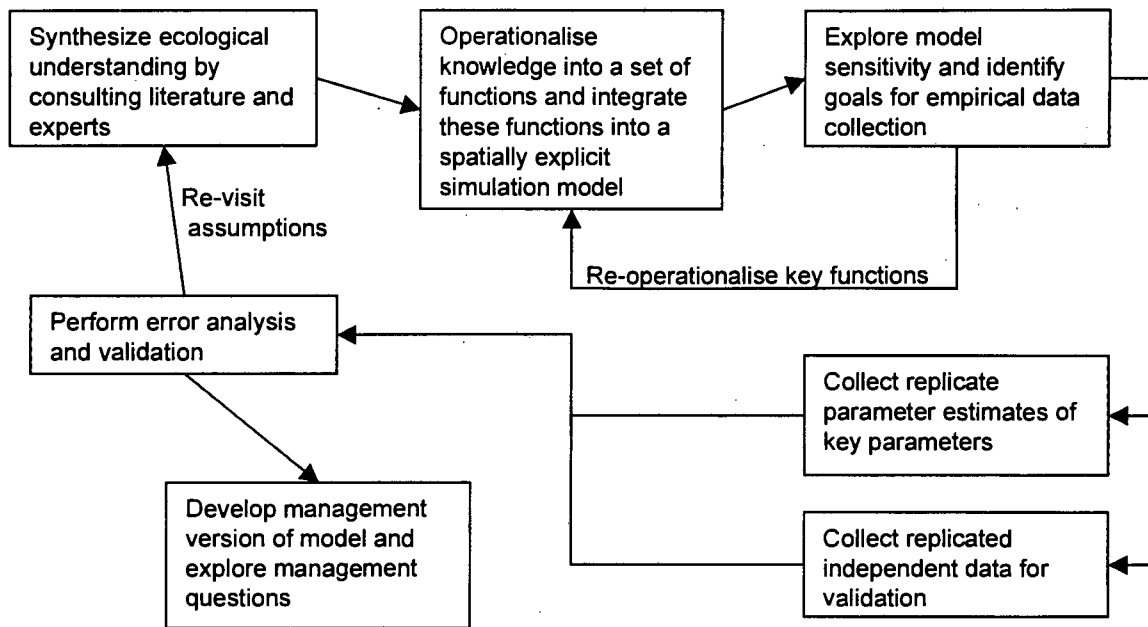 Synthesize ecological
understanding by
consulting literature and
experts
Operationalise
knowledge into a set of
functions and integrate
these functions into a
spatially explicit
simulation model
Explore model
sensitivity and identify
goals for empirical data
collection
Re-visit
assumptions
Re-operationalise key functions
Perform error analysis
and validation
Collect replicate
parameter estimates of
key parameters
Develop management
version of model and
explore management
questions
Collect replicated
independent data for
validation